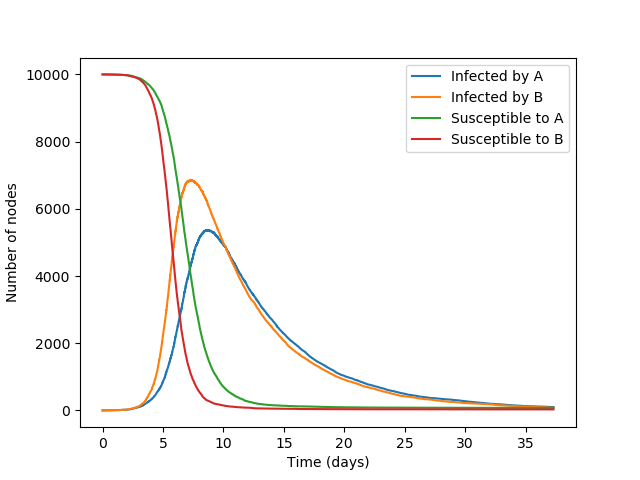 Infected by A
Infected by B
Susceptible to A
Susceptible to B
Number of nodes
10000
8000
6000
4000
2000
0
0 5 10 15 20 25 30 35
Time (days)